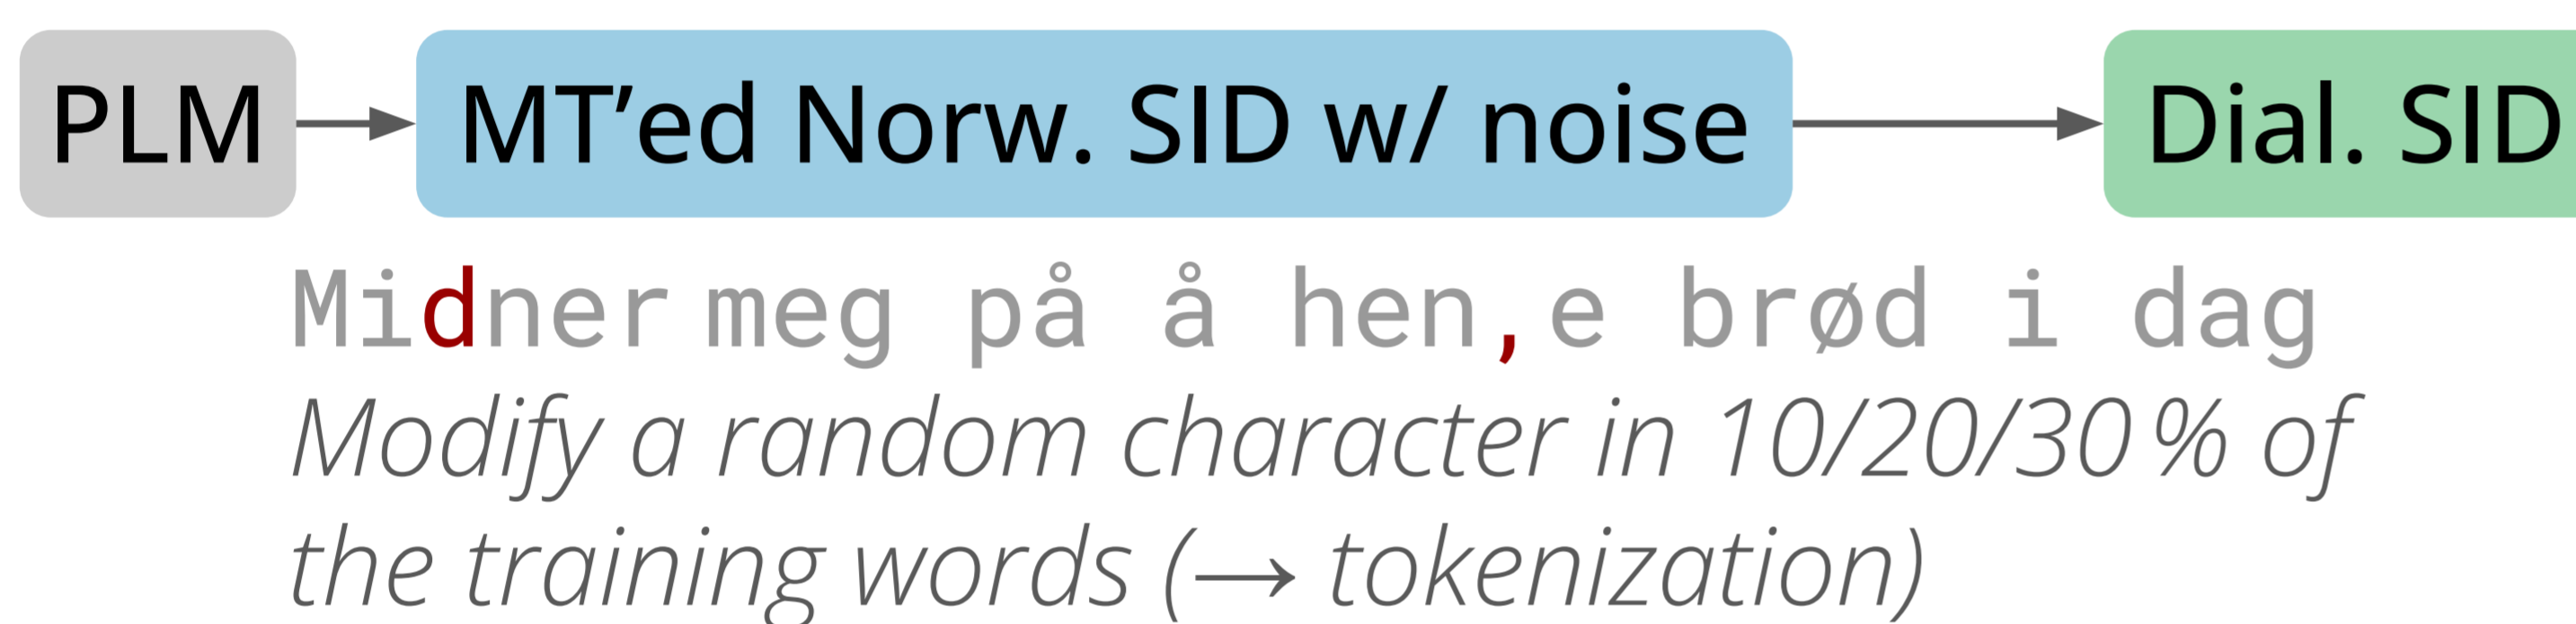 PLM MT’ed Norw. SID w/ noise Dial. SID
Midner meg på å hen,e brød i dag
Modify a random character in 10/20/30 % of
the training words (→ tokenization)